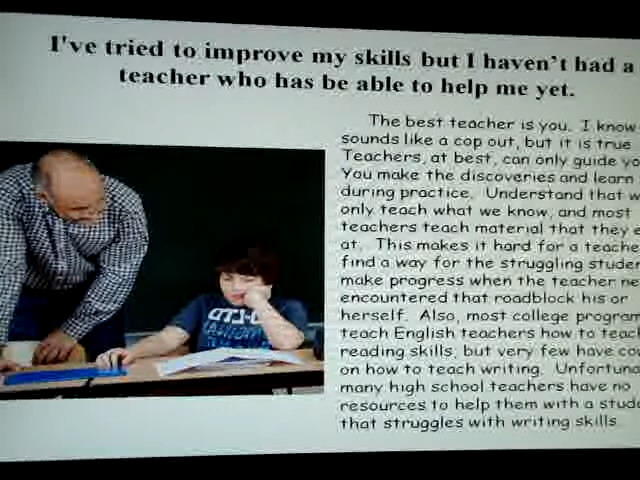 I've tried to improve my skills but I haven't had a
teacher who has be able to help me yet.
The best teacher is you. I know
sounds like a cop out, but it is true
Teachers, at best, can only guide
You make the discoveries and learn
during practice. Understand that
only teach what we know, and most
teachers teach material that they
at. This makes it hard for a
find a way for the struggling
make progress when the teacher
encountered that roadblock his or
herself. Also, most college
teach English teachers how to
reading skills, but very few have
on how to teach writing.
many high school teachers have no
resources to help them with a
that struggles with writing skills.